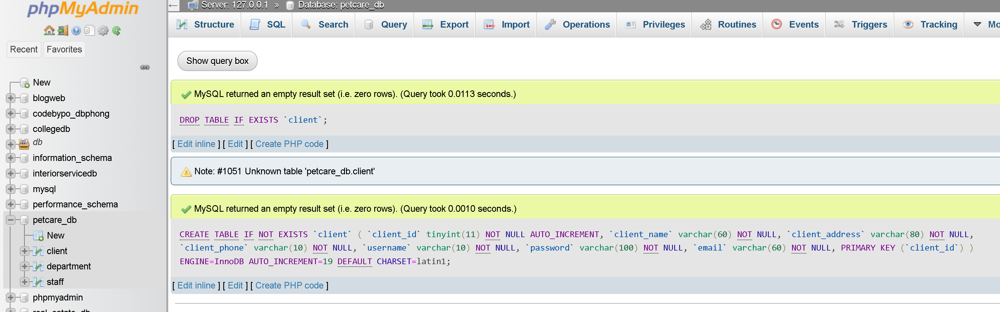 phpMyAdmin
Recent
Favorites
New
blogweb
codebypo_dbphong
collegedb
db
information_schema
interiorservicedb
mysql
performance_schema
petcare_db
New
client
department
staff
phpmyadmin
real_estate_db
← Server: 127.0.0.1 » Database: petcare_db
Structure SQL Search Query Export Import Operations Privileges Routines Events Triggers Tracking Mo
Show query box
MySQL returned an empty result set (i.e. zero rows). (Query took 0.0113 seconds.)
DROP TABLE IF EXISTS `client`;
[ Edit inline ] [ Edit ] [ Create PHP code ]
Note: #1051 Unknown table 'petcare_db.client'
MySQL returned an empty result set (i.e. zero rows). (Query took 0.0010 seconds.)
CREATE TABLE IF NOT EXISTS `client` ( `client_id` tinyint(11) NOT NULL AUTO_INCREMENT, `client_name` varchar(60) NOT NULL, `client_address` varchar(80) NOT NULL,
`client_phone` varchar(10) NOT NULL, `username` varchar(10) NOT NULL, `password` varchar(100) NOT NULL, `email` varchar(60) NOT NULL, PRIMARY KEY (`client_id`) )
ENGINE=InnoDB AUTO_INCREMENT=19 DEFAULT CHARSET=latin1;
[ Edit inline ] [ Edit ] [ Create PHP code ]